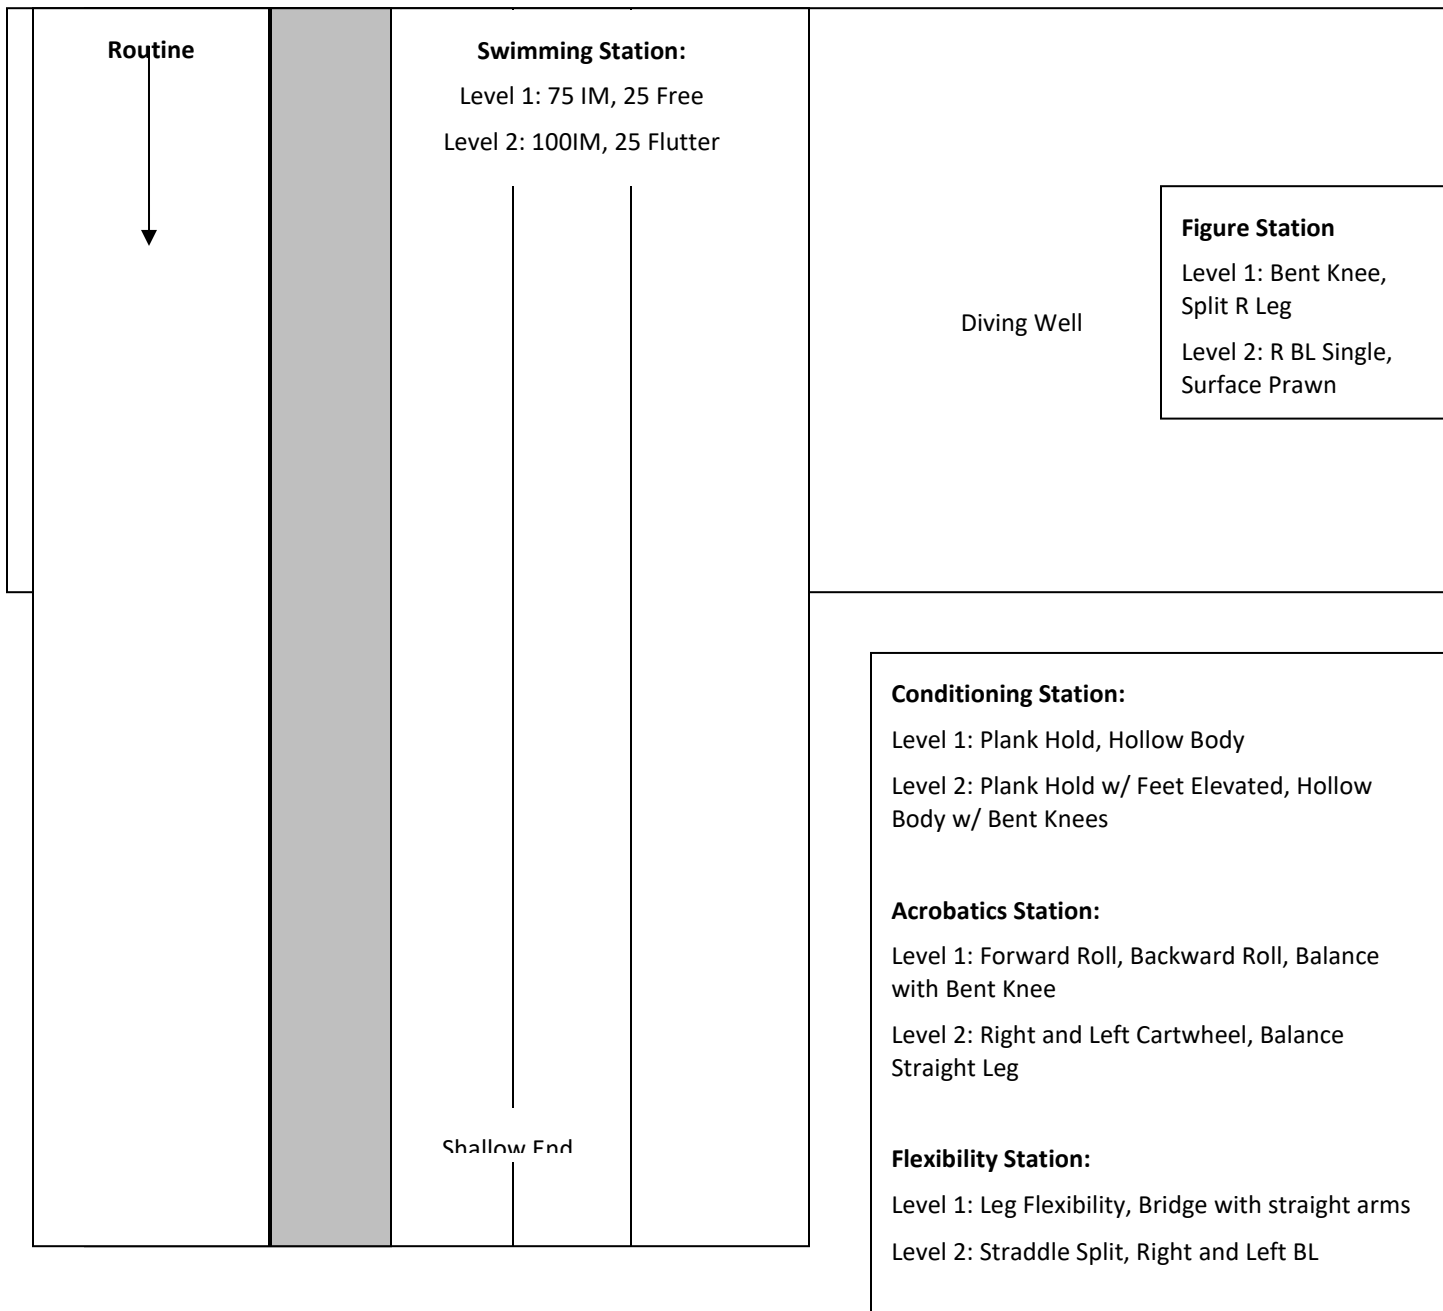 Routine
Swimming Station:
Level 1: 75 IM, 25 Free
Level 2: 100IM, 25 Flutter
Figure Station
Level 1: Bent Knee,
Split R Leg
Level 2: R BL Single,
Surface Prawn
Diving Well
Conditioning Station:
Level 1: Plank Hold, Hollow Body
Level 2: Plank Hold w/ Feet Elevated, Hollow
Body w/ Bent Knees
Acrobatics Station:
Level 1: Forward Roll, Backward Roll, Balance
with Bent Knee
Level 2: Right and Left Cartwheel, Balance
Straight Leg
Shallow End
Flexibility Station:
Level 1: Leg Flexibility, Bridge with straight arms
Level 2: Straddle Split, Right and Left BL